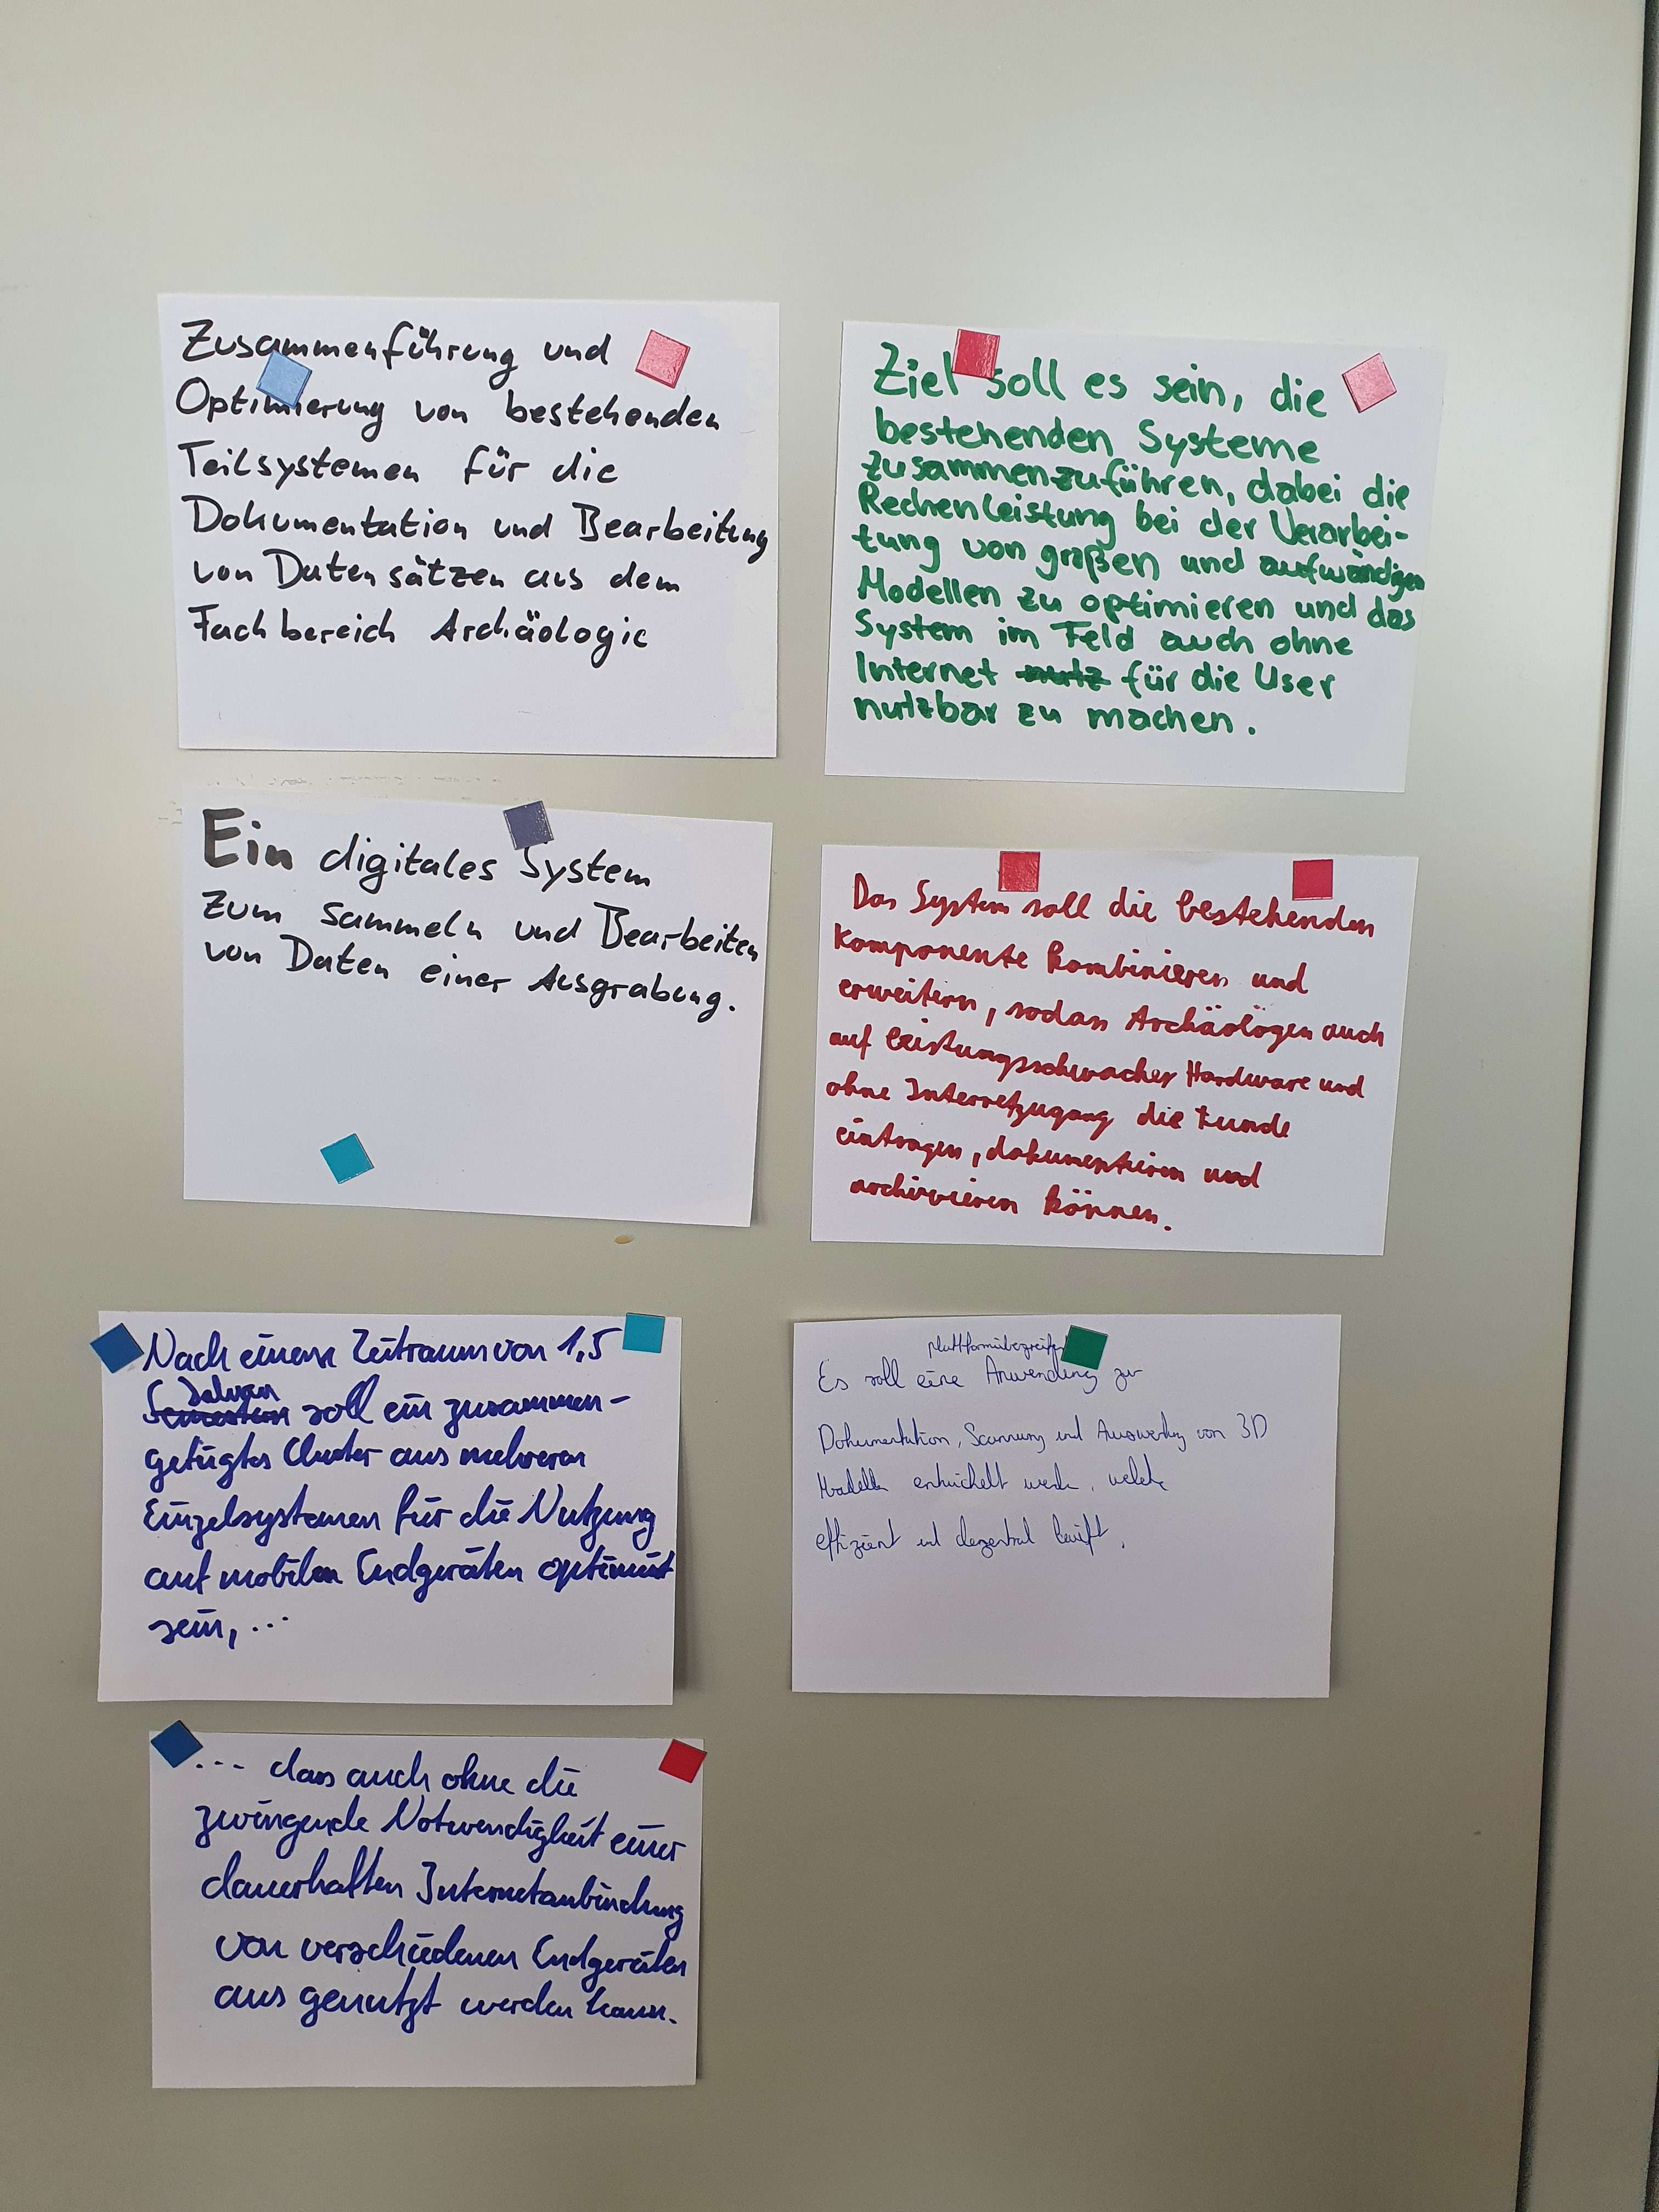 Zusammenführung und
Optimierung von bestehenden
Teilsystemen für die
Dokumentation und Bearbeitung
von Datensätzen aus dem
Fachbereich Archäologie
Ziel soll es sein, die
bestehenden Systeme
zusammenzuführen, dabei die
Rechenleistung bei der Verarbei-
tung von großen und aufwändigen
Modellen zu optimieren und das
System im Feld auch ohne
Internet nutz für die User
nutzbar zu machen.
Ein digitales System
zum sammeln und Bearbeiten
von Daten einer Ausgrabung.
Das System soll die bestehenden
Komponente kombinieren und
erweitern, sodass Archäologen auch
auf leistungsschwacher Hardware und
ohne Internetzugang die Funde
eintragen, dokumentieren und
archivieren können.
Nach einem Zeitraum von 1,5
Jahren
Semestern soll ein zusammen-
gefügtes Cluster aus mehreren
Einzelsystemen für die Nutzung
auf mobilen Endgeräten optimiert
sein, ...
plattformübergreifende
Es soll eine Anwendung zur
Dokumentation, Scannung und Auswertung von 3D
Modellen entwickelt werden, welche
effizient und dezentral läuft.
... dass auch ohne die
zwingende Notwendigkeit einer
dauerhaften Internetanbindung
von verschiedenen Endgeräten
aus genutzt werden kann.